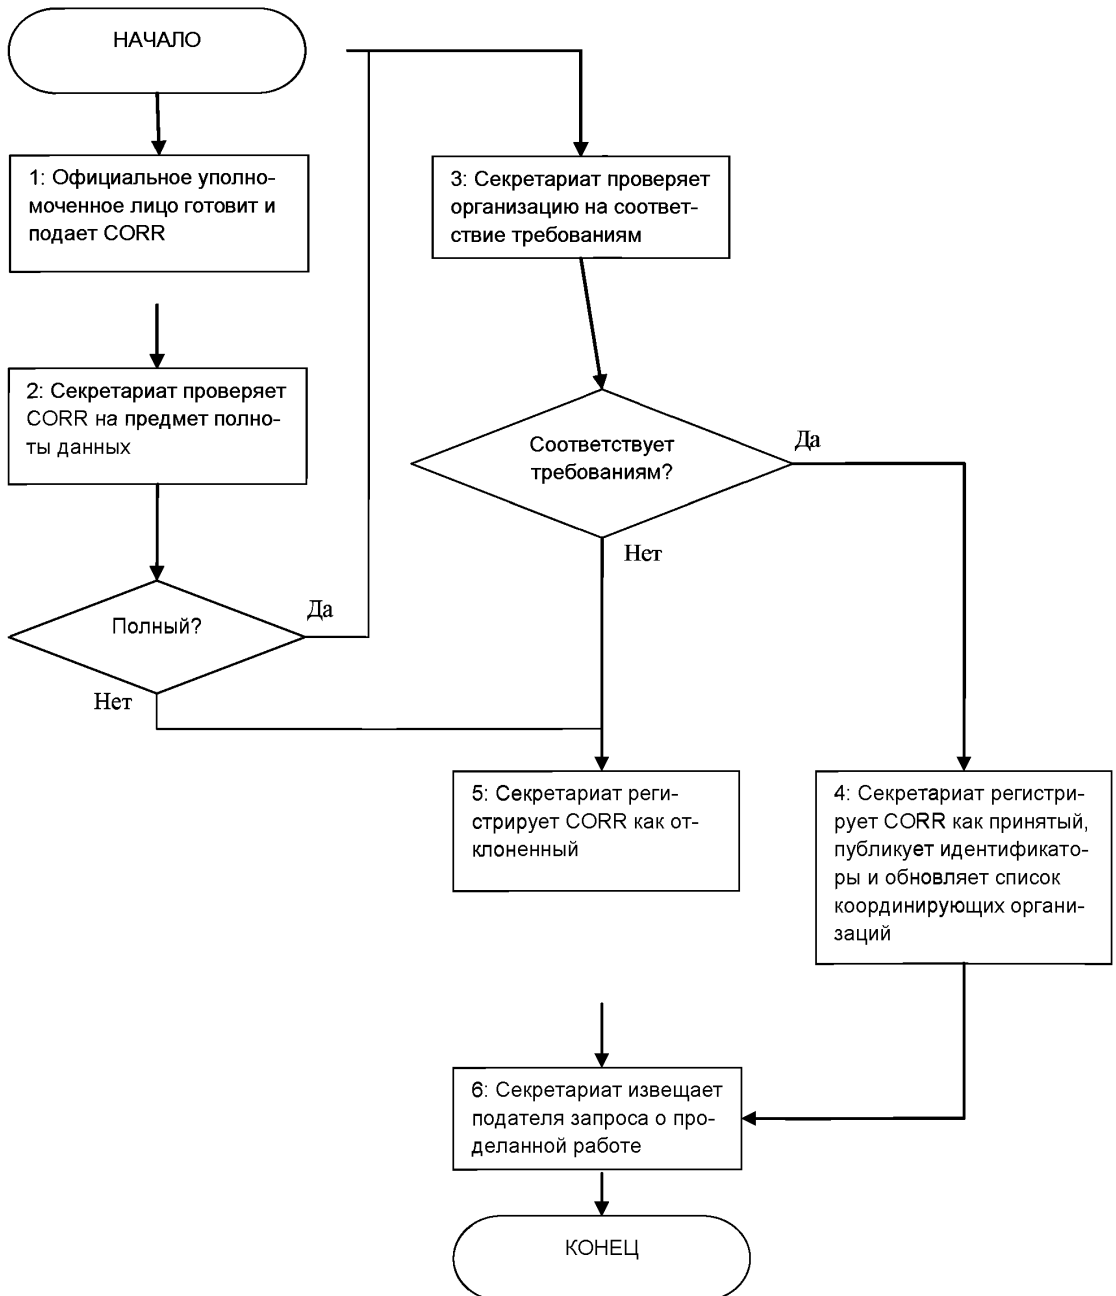 НАЧАЛО
1: Официальное уполно-
моченное лицо готовит и
подает CORR
2: Секретариат проверяет
CORR на предмет полно-
ты данных
Полный?
Да
Нет
3: Секретариат проверяет
организацию на соответ-
ствие требованиям
Соответствует
требованиям?
Да
Нет
5: Секретариат реги-
стрирует CORR как от-
клоненный
4: Секретариат регистри-
рует CORR как принятый,
публикует идентификато-
ры и обновляет список
координирующих органи-
заций
6: Секретариат извещает
подателя запроса о про-
деланной работе
КОНЕЦ